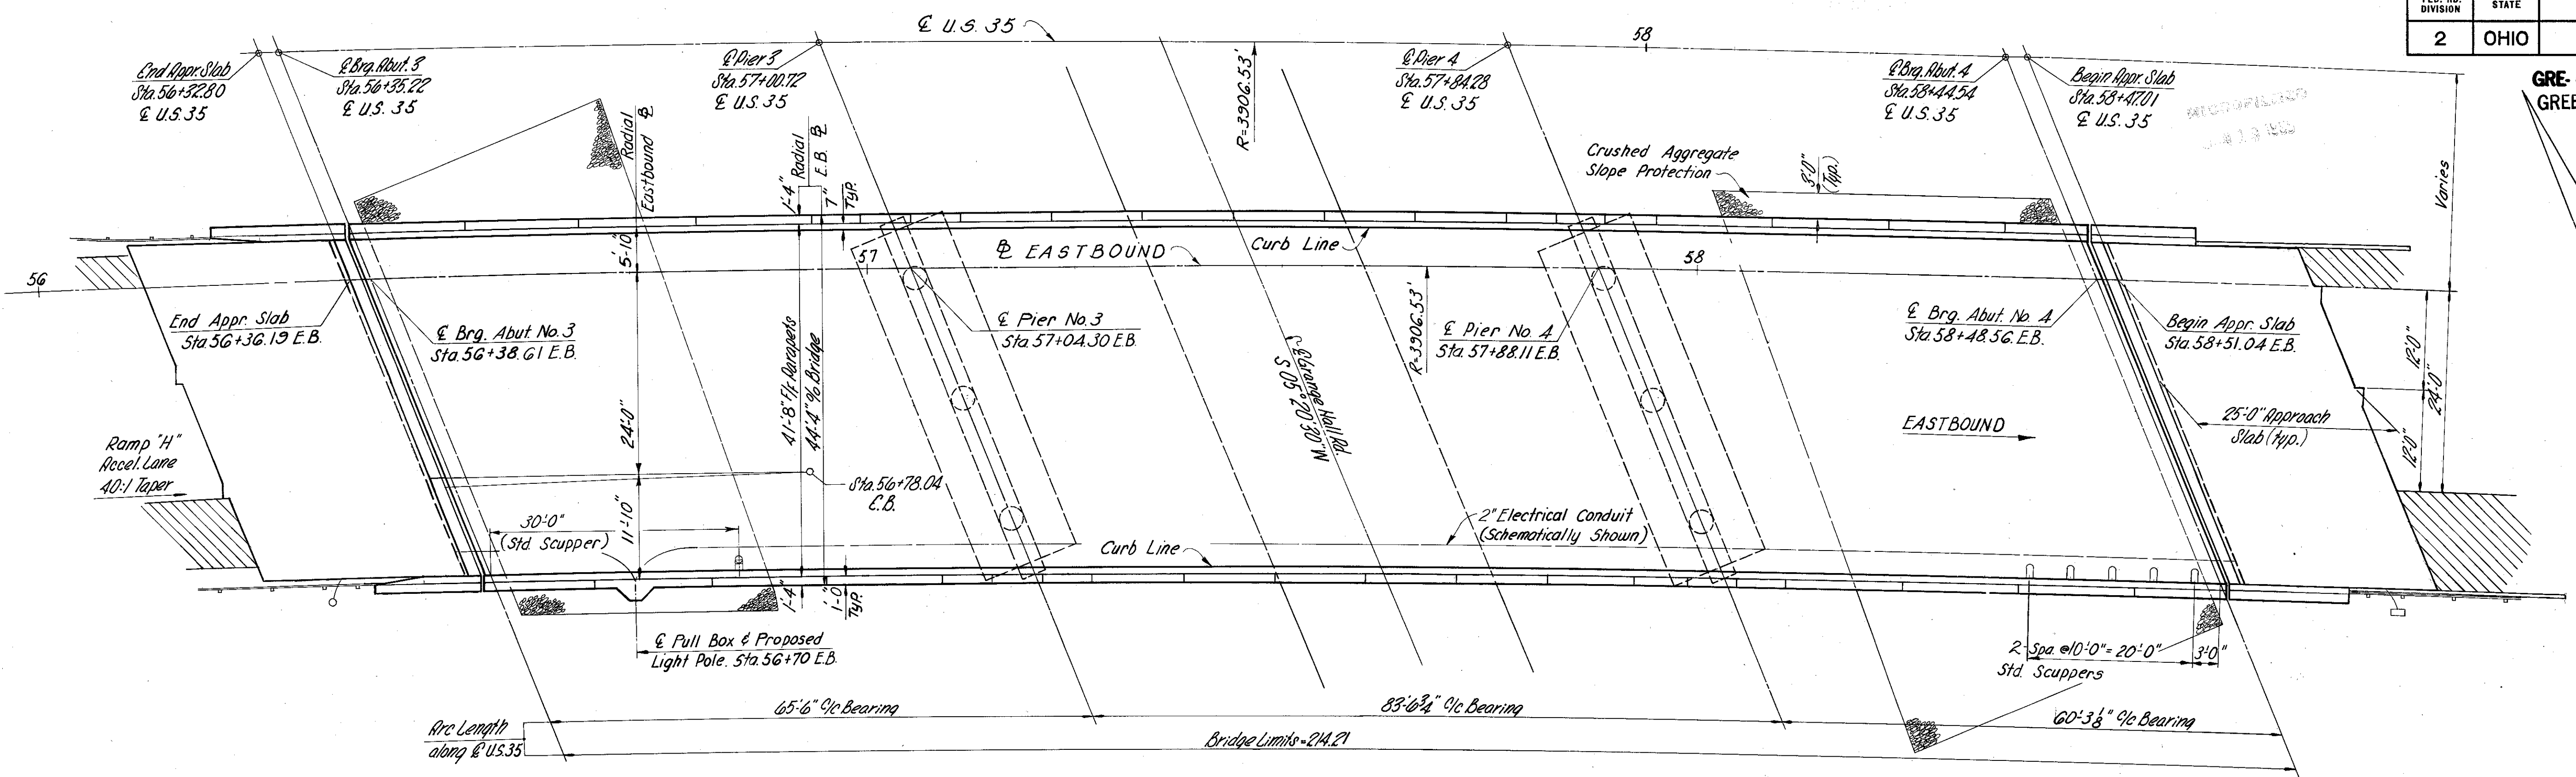 FED. RD.
DIVISION
STATE
2
OHIO
GRE-
GREE
℄ U.S. 35
58
End Appr. Slab
Sta. 56+32.80
℄ U.S. 35
℄ Brg. Abut. 3
Sta. 56+35.22
℄ U.S. 35
℄ Pier 3
Sta. 57+00.72
℄ U.S. 35
℄ Pier 4
Sta. 57+84.28
℄ U.S. 35
℄ Brg. Abut. 4
Sta. 58+44.54
℄ U.S. 35
Begin Appr. Slab
Sta. 58+47.01
℄ U.S. 35
R=3906.53'
Radial
Eastbound ⅊
1'-4"
Radial
E.B. ⅊
7"
Typ.
Crushed Aggregate
Slope Protection
3'-0"
(Typ.)
Varies
5'-10"
⅊ EASTBOUND
Curb Line
56
57
58
End Appr. Slab
Sta. 56+36.19 E.B.
℄ Brg. Abut. No. 3
Sta. 56+38.61 E.B.
℄ Pier No. 3
Sta. 57+04.30 E.B.
R=3906.53'
℄ Pier No. 4
Sta. 57+88.11 E.B.
℄ Brg. Abut. No. 4
Sta. 58+48.56 E.B.
Begin Appr. Slab
Sta. 58+51.04 E.B.
12'-0"
24'-0"
12'-0"
24'-0"
41'-8" F/F Parapets
44'-4" O/O Bridge
℄ Grange Hall Rd.
S 05° 20' 30" W
EASTBOUND
25'-0" Approach
Slab (typ.)
Ramp "H"
Accel. Lane
40:1 Taper
Sta. 56+78.04
E.B.
30'-0"
(Std. Scupper)
11'-10"
2" Electrical Conduit
(Schematically Shown)
Curb Line
1'-4"
1'-0"
Typ.
℄ Pull Box & Proposed
Light Pole. Sta. 56+70 E.B.
2 Spa. @ 10'-0" = 20'-0"
3'-0"
Std. Scuppers
65'-6" C/c Bearing
83'-6¾" C/c Bearing
60'-3⅛" C/c Bearing
Arc Length
along ℄ U.S. 35
Bridge Limits = 214.21